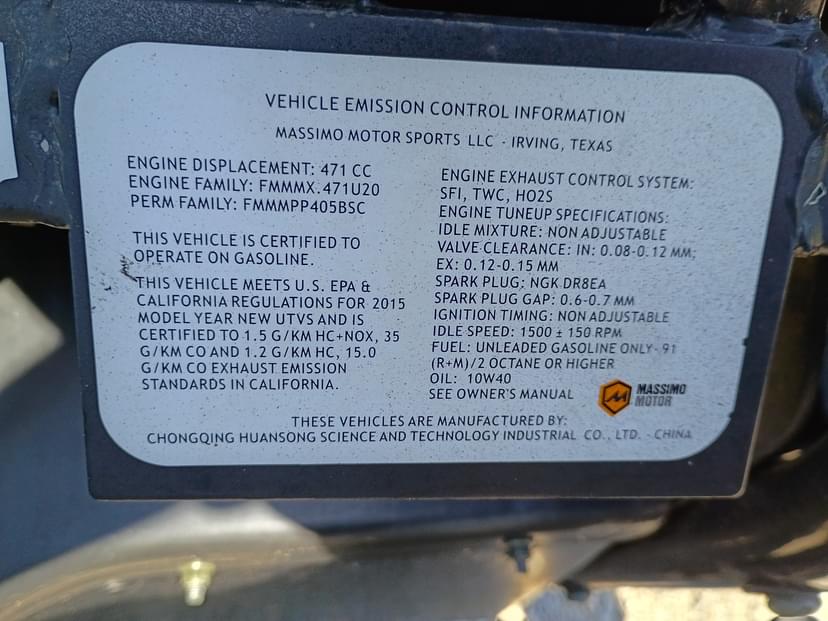 VEHICLE EMISSION CONTROL INFORMATION
MASSIMO MOTOR SPORTS LLC - IRVING, TEXAS
ENGINE DISPLACEMENT: 471 CC
ENGINE FAMILY: FMMMX.471U20
PERM FAMILY: FMMMPP405BSC
THIS VEHICLE IS CERTIFIED TO
OPERATE ON GASOLINE.
THIS VEHICLE MEETS U.S. EPA &
CALIFORNIA REGULATIONS FOR 2015
MODEL YEAR NEW UTVS AND IS
CERTIFIED TO 1.5 G/KM HC+NOX, 35
G/KM CO AND 1.2 G/KM HC, 15.0
G/KM CO EXHAUST EMISSION
STANDARDS IN CALIFORNIA.
ENGINE EXHAUST CONTROL SYSTEM:
SFI, TWC, HO2S
ENGINE TUNEUP SPECIFICATIONS:
IDLE MIXTURE: NON ADJUSTABLE
VALVE CLEARANCE: IN: 0.08-0.12 MM;
EX: 0.12-0.15 MM
SPARK PLUG: NGK DR8EA
SPARK PLUG GAP: 0.6-0.7 MM
IGNITION TIMING: NON ADJUSTABLE
IDLE SPEED: 1500 ± 150 RPM
FUEL: UNLEADED GASOLINE ONLY- 91
(R+M)/2 OCTANE OR HIGHER
OIL: 10W40
SEE OWNER'S MANUAL
MASSIMO
MOTOR
THESE VEHICLES ARE MANUFACTURED BY:
CHONGQING HUANSONG SCIENCE AND TECHNOLOGY INDUSTRIAL CO., LTD. - CHINA